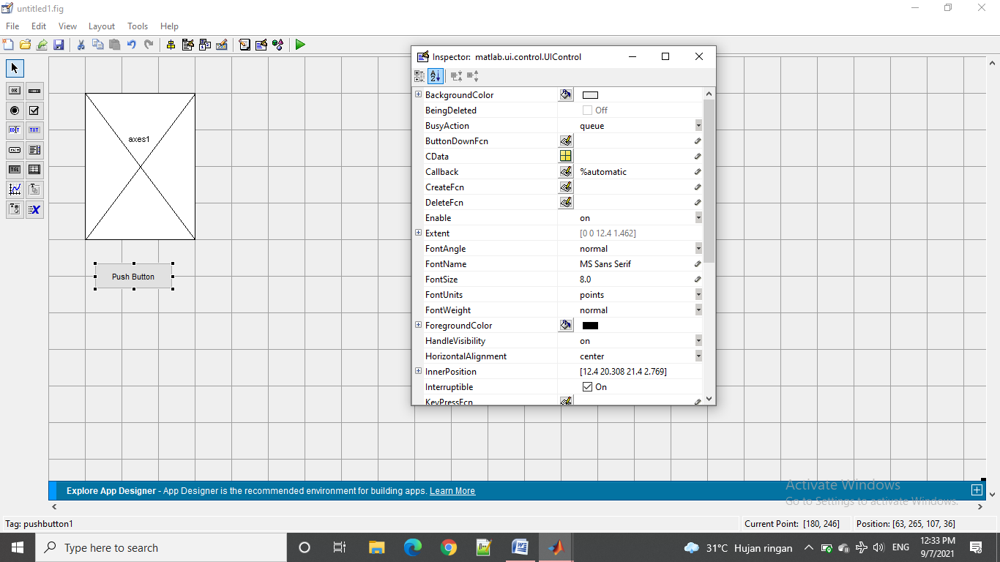 untitled1.fig
File Edit View Layout Tools Help
Inspector: matlab.ui.control.UIControl
OK
EDIT TXT
TGL
axes1
Push Button
BackgroundColor
BeingDeleted Off
BusyAction queue
ButtonDownFcn
CData
Callback %automatic
CreateFcn
DeleteFcn
Enable on
Extent [0 0 12.4 1.462]
FontAngle normal
FontName MS Sans Serif
FontSize 8.0
FontUnits points
FontWeight normal
ForegroundColor
HandleVisibility on
HorizontalAlignment center
InnerPosition [12.4 20.308 21.4 2.769]
Interruptible On
KeyPressFcn
Explore App Designer - App Designer is the recommended environment for building apps. Learn More
Activate Windows
Go to Settings to activate Windows.
Tag: pushbutton1 Current Point: [180, 246] Position: [63, 265, 107, 36]
Type here to search
31°C Hujan ringan ENG
12:33 PM
9/7/2021